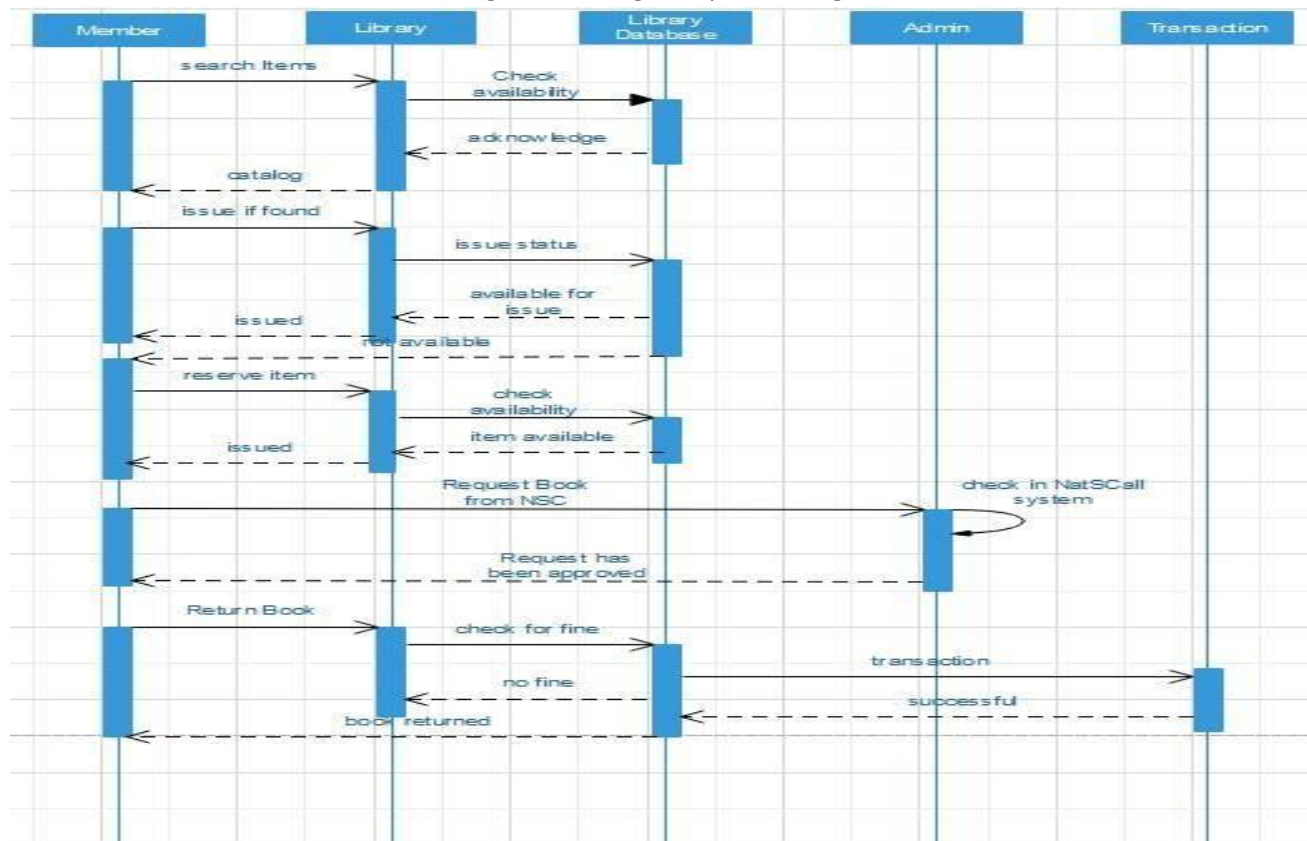 Member
Library
Library
Database
Admin
Transaction
search Items
Check
availability
acknowledge
catalog
issue if found
issue status
available for
issue
issued
not available
reserve item
check
availability
item available
issued
Request Book
from NSC
check in NatSCall
system
Request has
been approved
Return Book
check for fine
transaction
no fine
successful
book returned